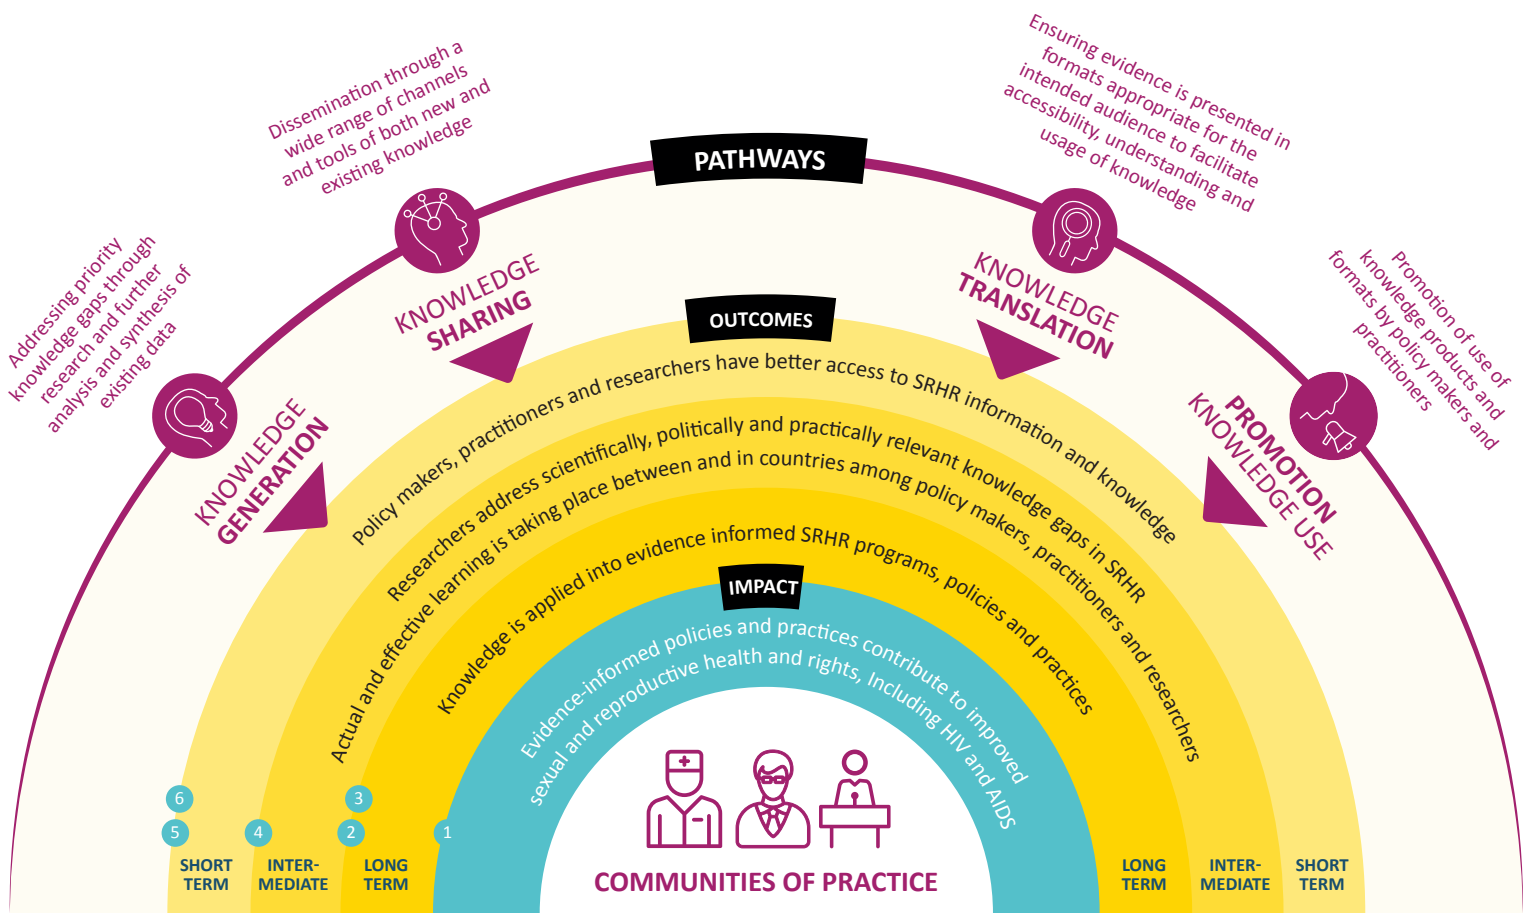 PATHWAYS
Addressing priority
knowledge gaps through
research and further
analysis and synthesis of
existing data
KNOWLEDGE
GENERATION
Dissemination through a
wide range of channels
and tools of both new and
existing knowledge
KNOWLEDGE
SHARING
Ensuring evidence is presented in
formats appropriate for the
intended audience to facilitate
accessibility, understanding and
usage of knowledge
KNOWLEDGE
TRANSLATION
Promotion of use of
knowledge products and
formats by policy makers and
practitioners
PROMOTION
KNOWLEDGE USE
OUTCOMES
Policy makers, practitioners and researchers have better access to SRHR information and knowledge
Researchers address scientifically, politically and practically relevant knowledge gaps in SRHR
Actual and effective learning is taking place between and in countries among policy makers, practitioners and researchers
Knowledge is applied into evidence informed SRHR programs, policies and practices
IMPACT
Evidence-informed policies and practices contribute to improved
sexual and reproductive health and rights, Including HIV and AIDS
6
5
4
3
2
1
SHORT
TERM
INTER-
MEDIATE
LONG
TERM
COMMUNITIES OF PRACTICE
LONG
TERM
INTER-
MEDIATE
SHORT
TERM